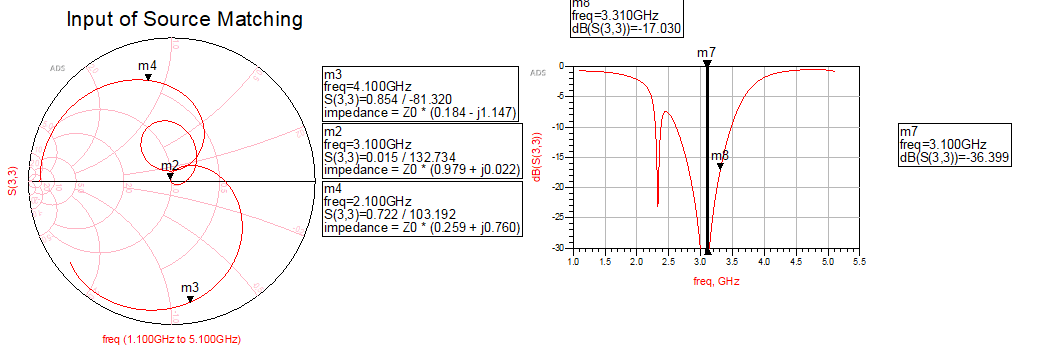 Input of Source Matching
m8
freq=3.310GHz
dB(S(3,3))=-17.030
m4
m2
m3
ADS
S(3,3)
freq (1.100GHz to 5.100GHz)
m3
freq=4.100GHz
S(3,3)=0.854 / -81.320
impedance = Z0 * (0.184 - j1.147)
m2
freq=3.100GHz
S(3,3)=0.015 / 132.734
impedance = Z0 * (0.979 + j0.022)
m4
freq=2.100GHz
S(3,3)=0.722 / 103.192
impedance = Z0 * (0.259 + j0.760)
m7
ADS
0
-5
-10
-15
-20
-25
-30
dB(S(3,3))
m8
1.0 1.5 2.0 2.5 3.0 3.5 4.0 4.5 5.0 5.5
freq, GHz
m7
freq=3.100GHz
dB(S(3,3))=-36.399